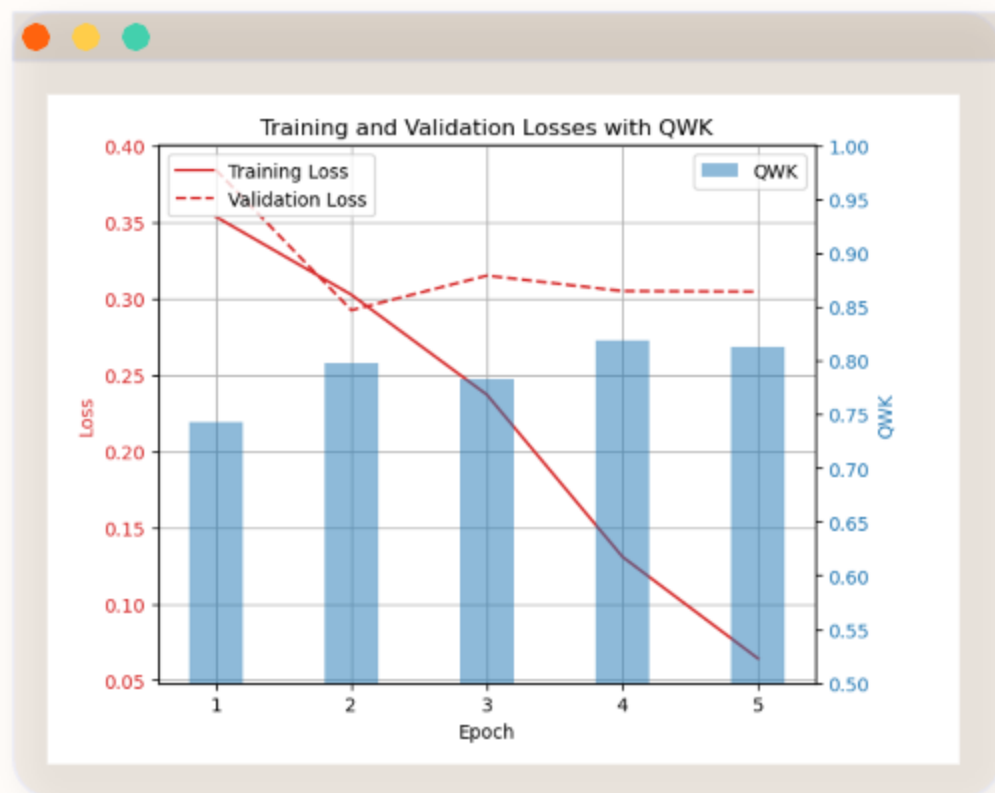 Training and Validation Losses with QWK
Training Loss
Validation Loss
QWK
0.40
0.35
0.30
0.25
0.20
0.15
0.10
0.05
Loss
1.00
0.95
0.90
0.85
0.80
0.75
0.70
0.65
0.60
0.55
0.50
QWK
1 2 3 4 5
Epoch